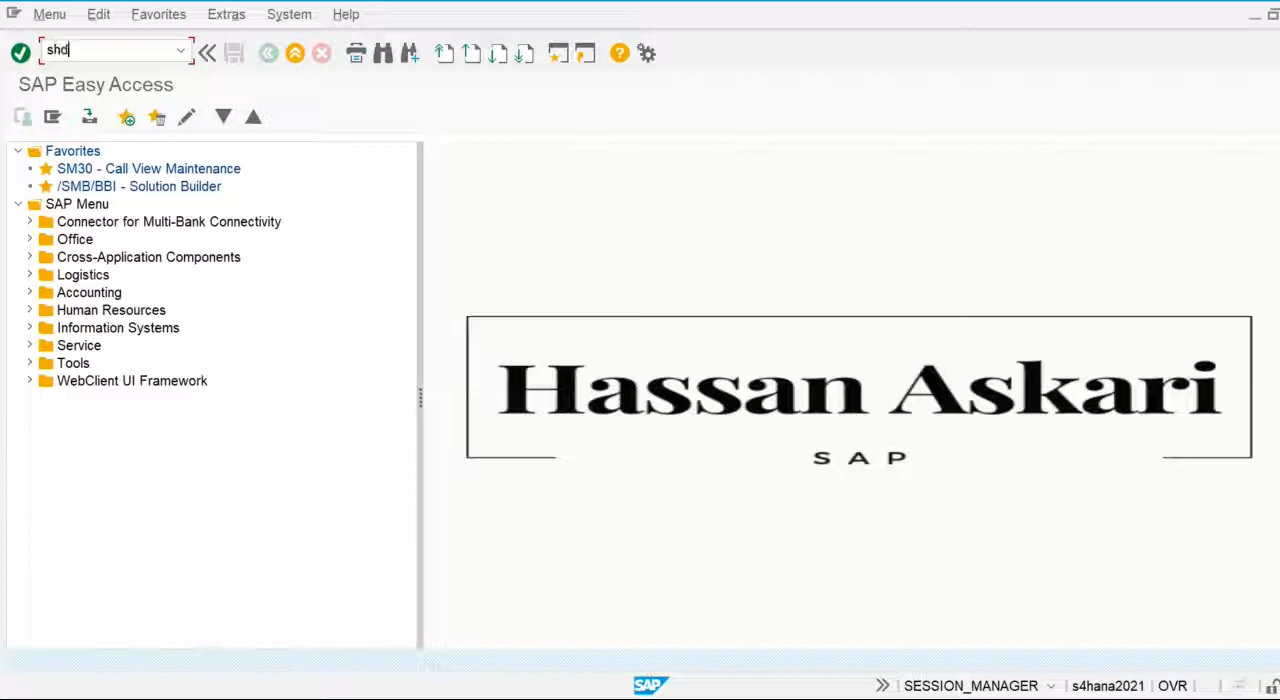 Menu Edit Favorites Extras System Help
shd
SAP Easy Access
Favorites
SM30 - Call View Maintenance
/SMB/BBI - Solution Builder
SAP Menu
Connector for Multi-Bank Connectivity
Office
Cross-Application Components
Logistics
Accounting
Human Resources
Information Systems
Service
Tools
WebClient UI Framework
Hassan Askari
SAP
SAP SESSION_MANAGER s4hana2021 OVR